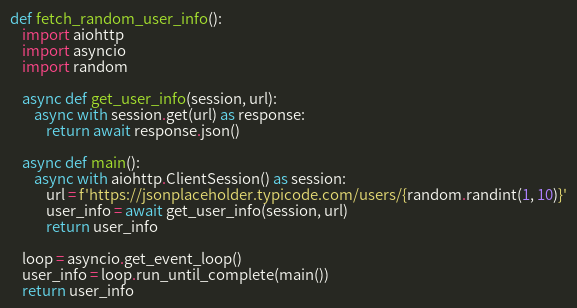 def fetch_random_user_info():
    import aiohttp
    import asyncio
    import random

    async def get_user_info(session, url):
        async with session.get(url) as response:
            return await response.json()

    async def main():
        async with aiohttp.ClientSession() as session:
            url = f'https://jsonplaceholder.typicode.com/users/{random.randint(1, 10)}'
            user_info = await get_user_info(session, url)
            return user_info

    loop = asyncio.get_event_loop()
    user_info = loop.run_until_complete(main())
    return user_info